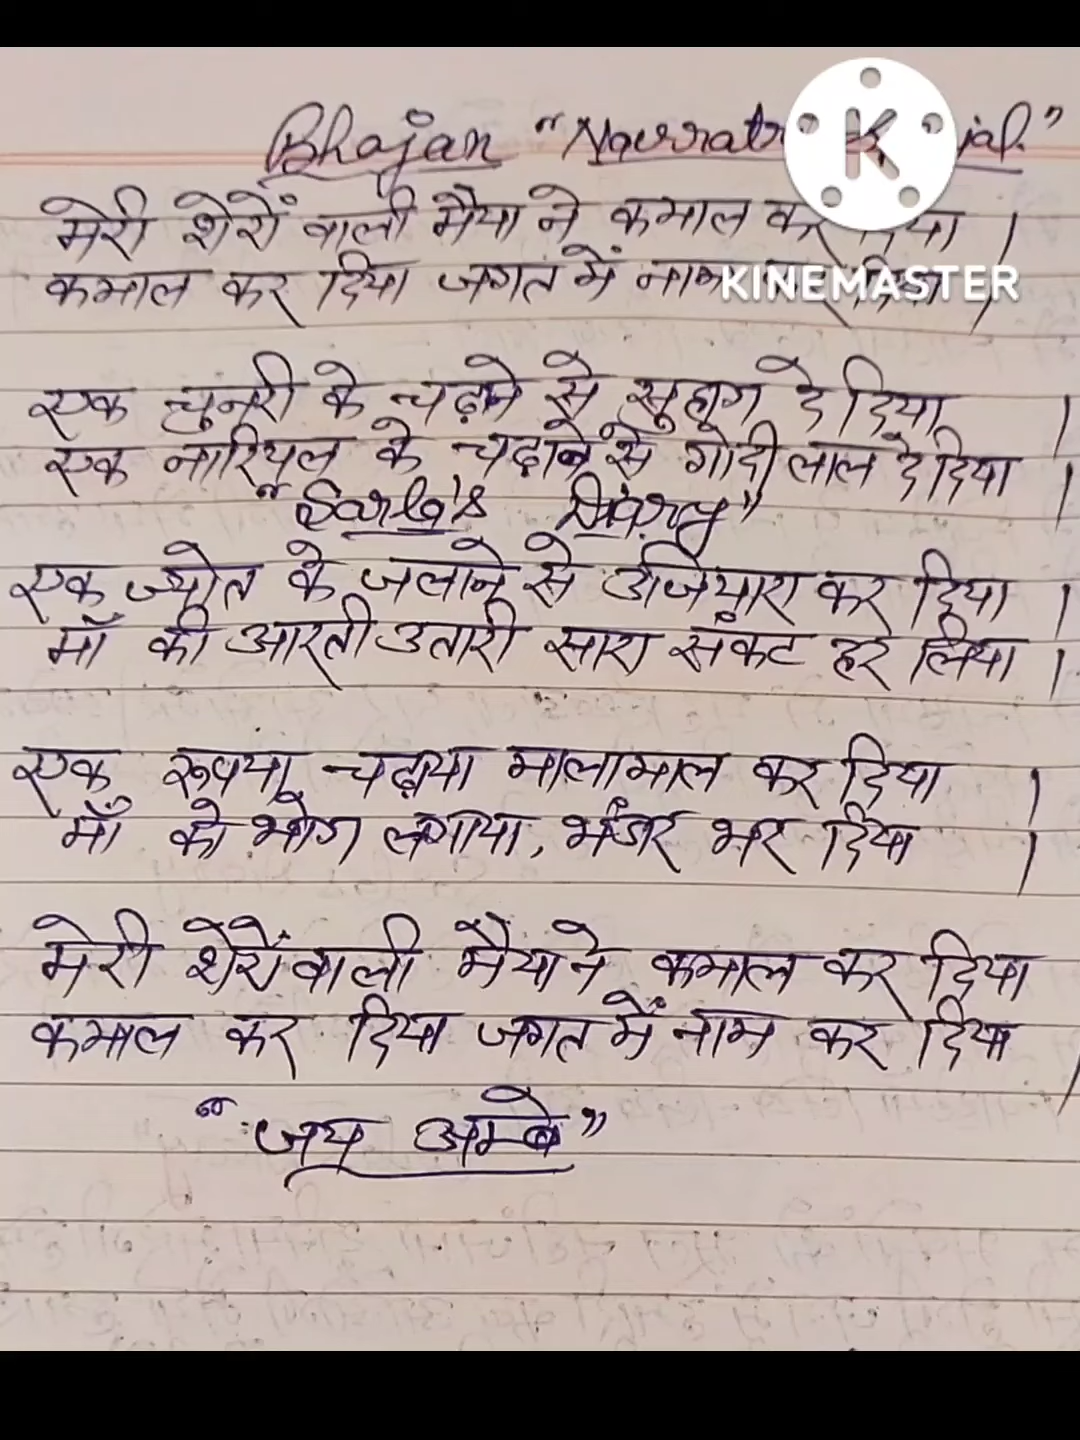 Bhajan "Navratri
मेरी शेरों वाली मैया ने कमाल कर दिया ।
KINEMASTER
कमाल कर दिया जगत में नाम कर दिया ।
एक चुनरी के चढ़ाने से सुहाग दे दिया ।
एक नारियल के चढ़ाने से गोदी लाल दे दिया ।
"Sarla's Diary"
एक ज्योत के जलाने से उजियारा कर दिया ।
माँ की आरती उतारी सारा संकट हर लिया ।
एक रूपया चढ़ाया मालामाल कर दिया ।
माँ को भोग लगाया, भंडार भर दिया ।
मेरी शेरों वाली मैया ने कमाल कर दिया
कमाल कर दिया जगत में नाम कर दिया ।
"जय अम्बे"